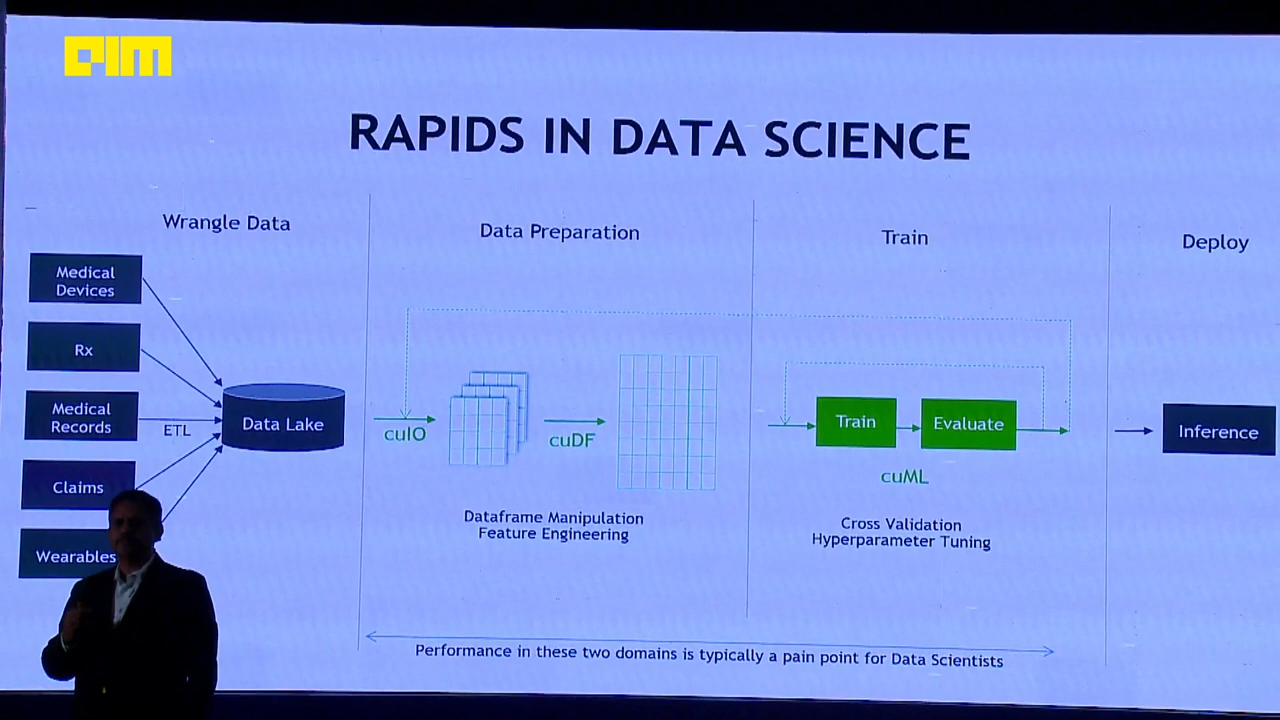 AIM
RAPIDS IN DATA SCIENCE
Wrangle Data
Data Preparation
Train
Deploy
Medical
Devices
Rx
Medical
Records
Claims
Wearables
ETL
Data Lake
cuIO
cuDF
Dataframe Manipulation
Feature Engineering
Train
Evaluate
cuML
Cross Validation
Hyperparameter Tuning
Inference
Performance in these two domains is typically a pain point for Data Scientists